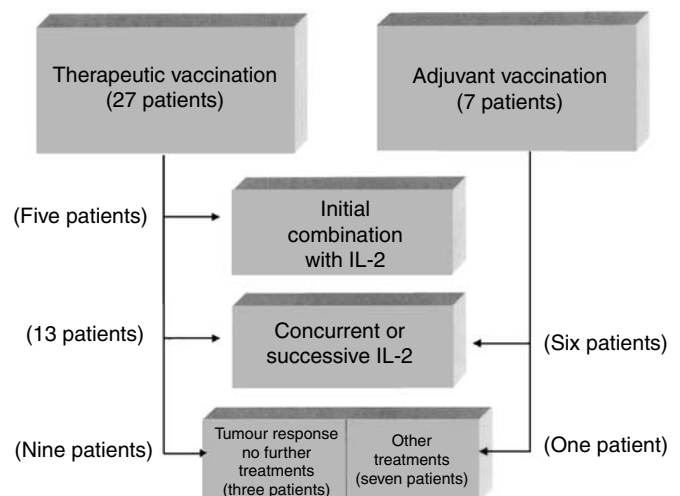 Therapeutic vaccination
(27 patients)
Adjuvant vaccination
(7 patients)
(Five patients)
Initial
combination
with IL-2
(13 patients)
Concurrent or
successive IL-2
(Six patients)
(Nine patients)
Tumour response
no further
treatments
(three patients)
Other
treatments
(seven patients)
(One patient)